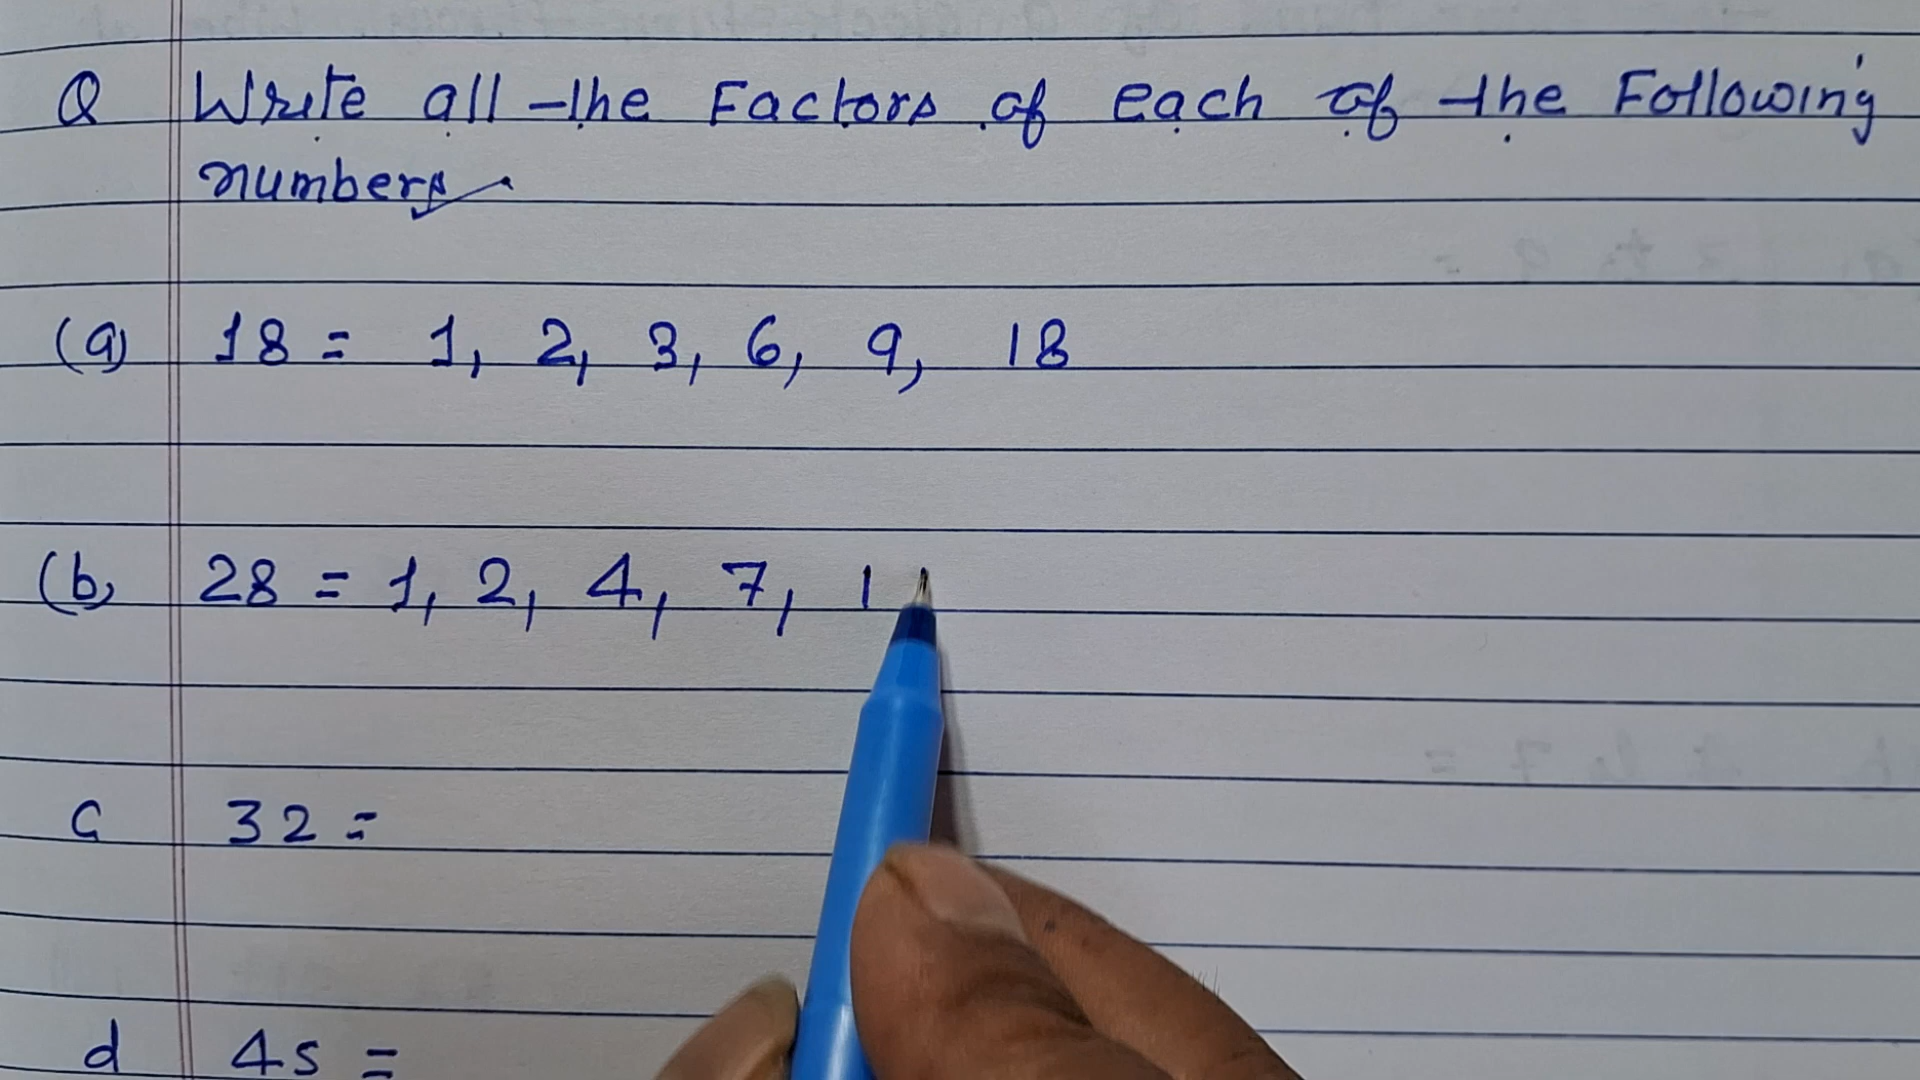 Q Write all the Factors of each of the Following
numbers
(a) 18 = 1, 2, 3, 6, 9, 18
(b) 28 = 1, 2, 4, 7, 1
c 32 =
d 45 =